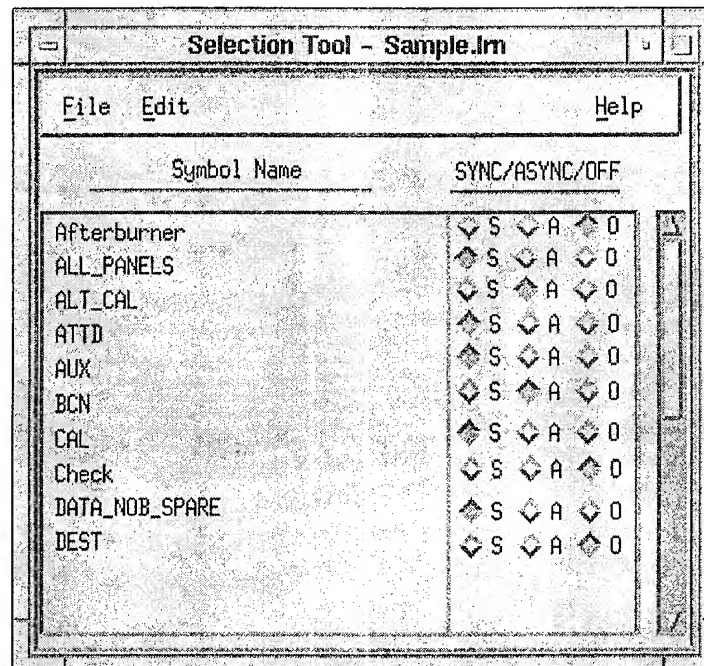 Selection Tool - Sample.lrn
File Edit Help
Symbol Name SYNC/ASYNC/OFF
Afterburner S A O
ALL_PANELS S A O
ALT_CAL S A O
ATTD S A O
AUX S A O
BCN S A O
CAL S A O
Check S A O
DATA_NOB_SPARE S A O
DEST S A O